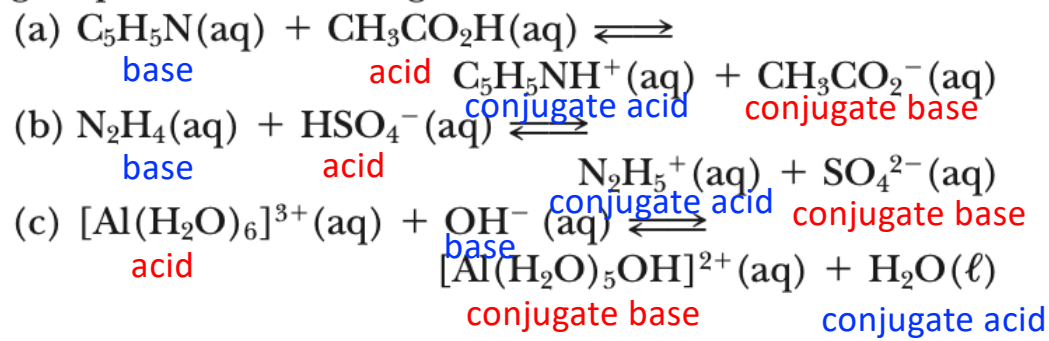 (a) C₅H₅N(aq) + CH₃CO₂H(aq) ⇌
base acid C₅H₅NH⁺(aq) + CH₃CO₂⁻(aq)
conjugate acid conjugate base
(b) N₂H₄(aq) + HSO₄⁻(aq) ⇌
base acid
N₂H₅⁺(aq) + SO₄²⁻(aq)
conjugate acid conjugate base
(c) [Al(H₂O)₆]³⁺(aq) + OH⁻ (aq) ⇌
acid base
[Al(H₂O)₅OH]²⁺(aq) + H₂O(ℓ)
conjugate base conjugate acid